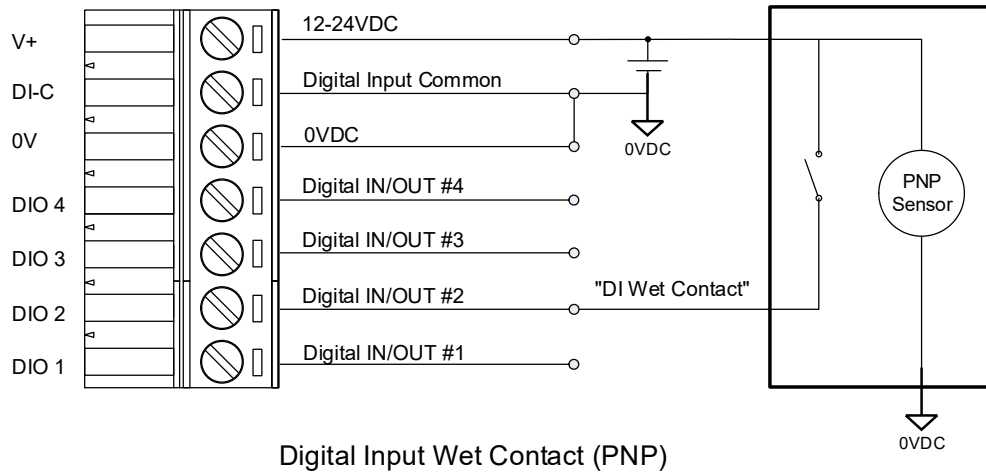 V+
12-24VDC
DI-C
Digital Input Common
0V
0VDC
0VDC
DIO 4
Digital IN/OUT #4
PNP
Sensor
DIO 3
Digital IN/OUT #3
DIO 2
Digital IN/OUT #2
"DI Wet Contact"
DIO 1
Digital IN/OUT #1
0VDC
Digital Input Wet Contact (PNP)